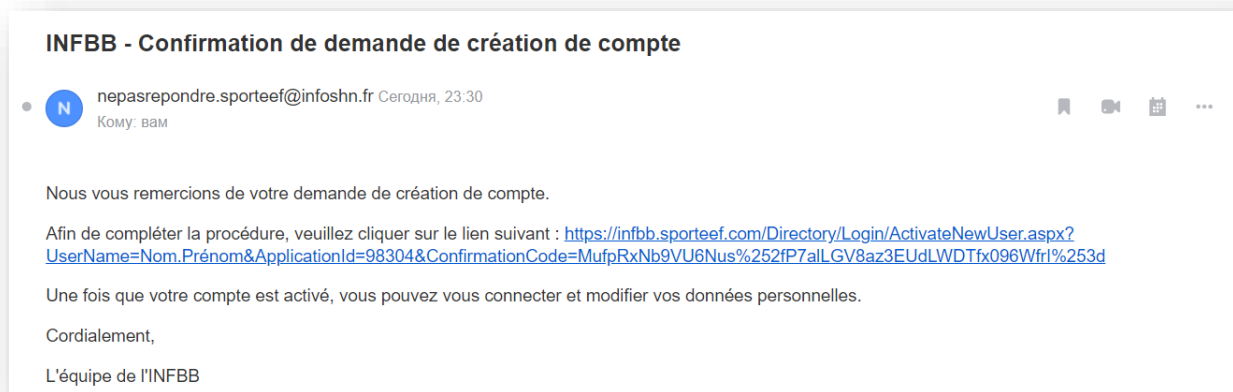 INFBB - Confirmation de demande de création de compte
N
nepasrepondre.sporteef@infoshn.fr Сегодня, 23:30
Кому: вам
Nous vous remercions de votre demande de création de compte.
Afin de compléter la procédure, veuillez cliquer sur le lien suivant : https://infbb.sporteef.com/Directory/Login/ActivateNewUser.aspx?
UserName=Nom.Prénom&ApplicationId=98304&ConfirmationCode=MufpRxNb9VU6Nus%252fP7alLGV8az3EUdLWDTfx096WfrI%253d
Une fois que votre compte est activé, vous pouvez vous connecter et modifier vos données personnelles.
Cordialement,
L'équipe de l'INFBB